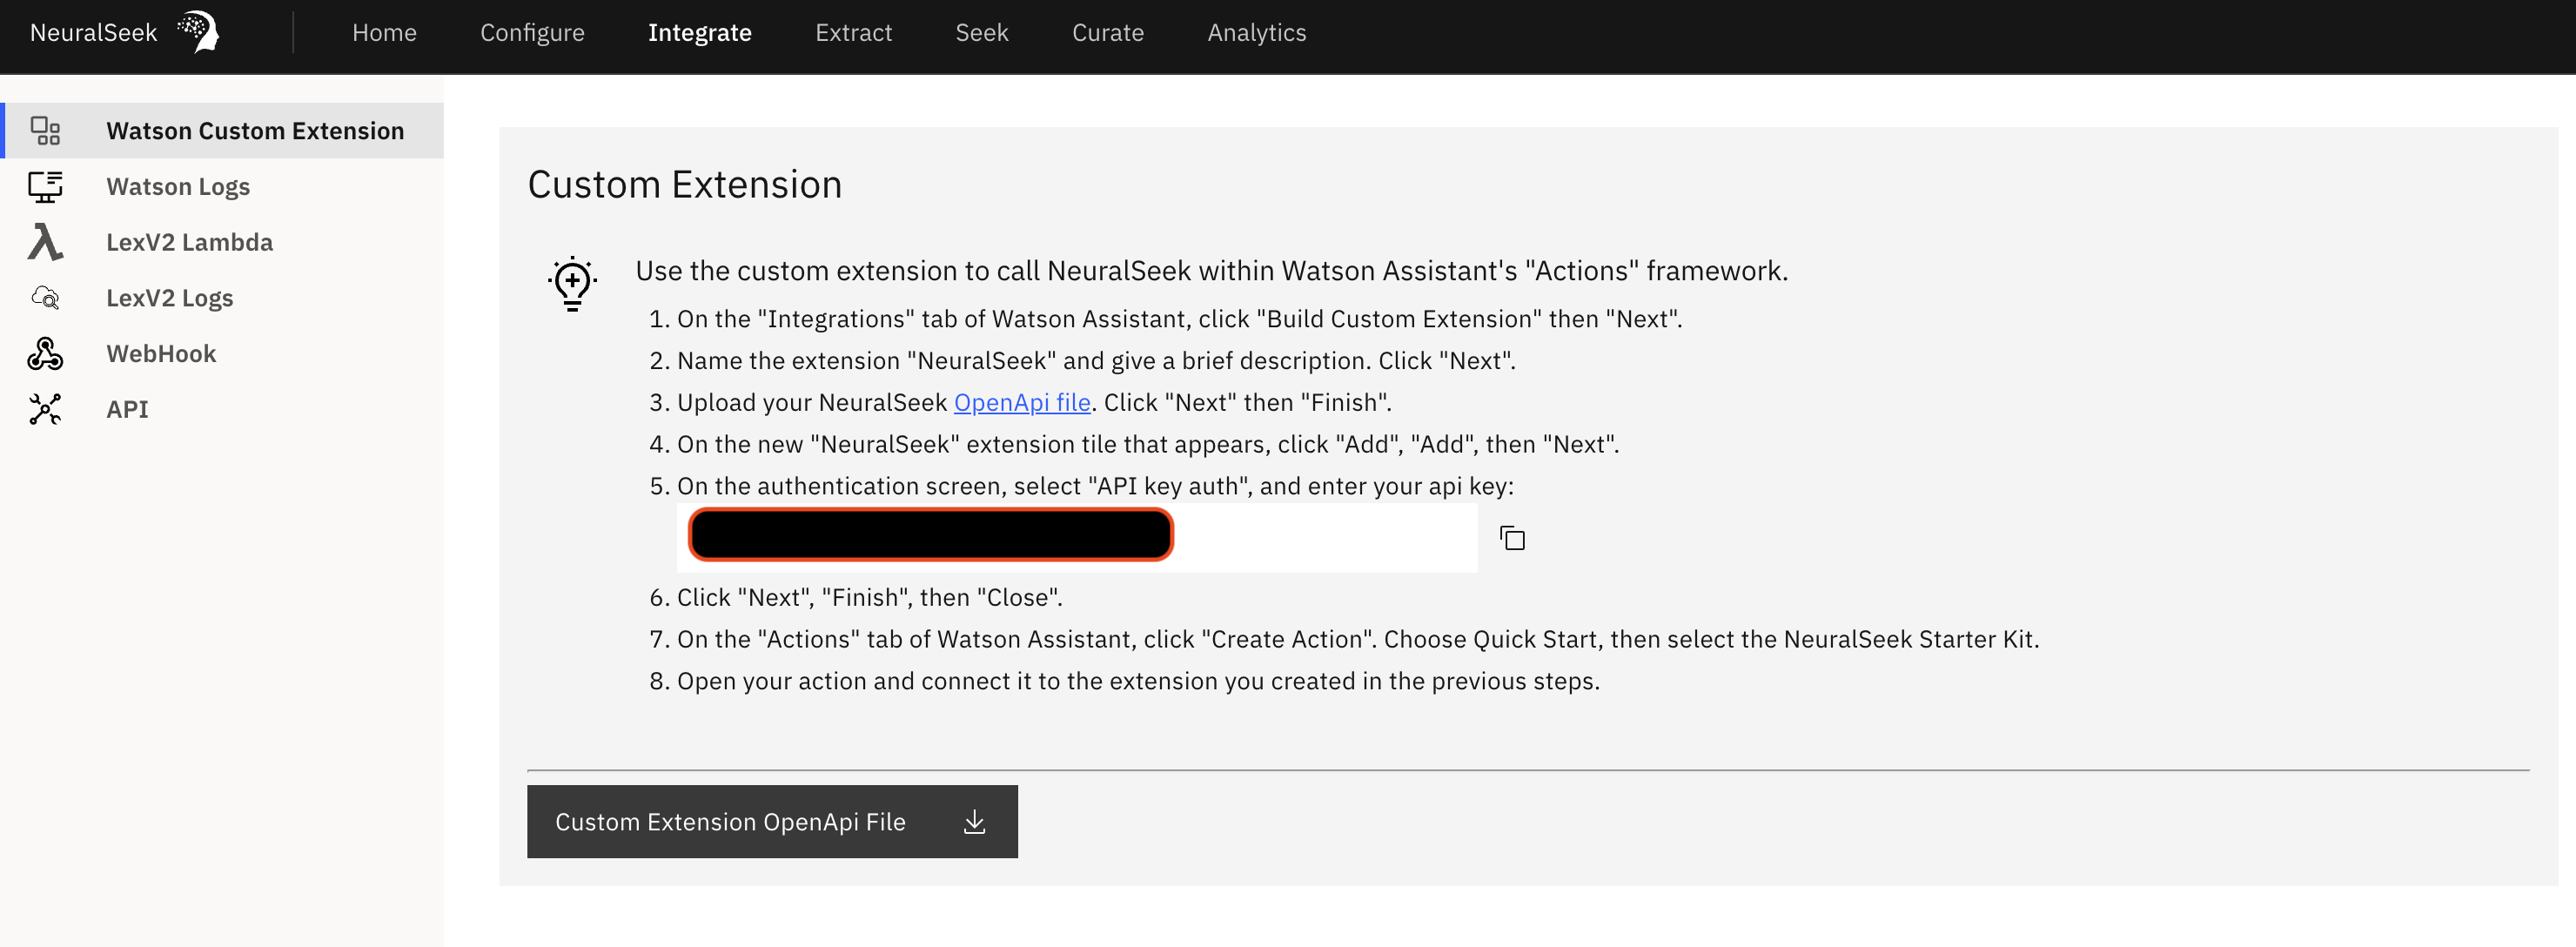 NeuralSeek
Home
Configure
Integrate
Extract
Seek
Curate
Analytics
Watson Custom Extension
Watson Logs
LexV2 Lambda
LexV2 Logs
WebHook
API
Custom Extension
Use the custom extension to call NeuralSeek within Watson Assistant's "Actions" framework.
1. On the "Integrations" tab of Watson Assistant, click "Build Custom Extension" then "Next".
2. Name the extension "NeuralSeek" and give a brief description. Click "Next".
3. Upload your NeuralSeek OpenApi file. Click "Next" then "Finish".
4. On the new "NeuralSeek" extension tile that appears, click "Add", "Add", then "Next".
5. On the authentication screen, select "API key auth", and enter your api key:
6. Click "Next", "Finish", then "Close".
7. On the "Actions" tab of Watson Assistant, click "Create Action". Choose Quick Start, then select the NeuralSeek Starter Kit.
8. Open your action and connect it to the extension you created in the previous steps.
Custom Extension OpenApi File